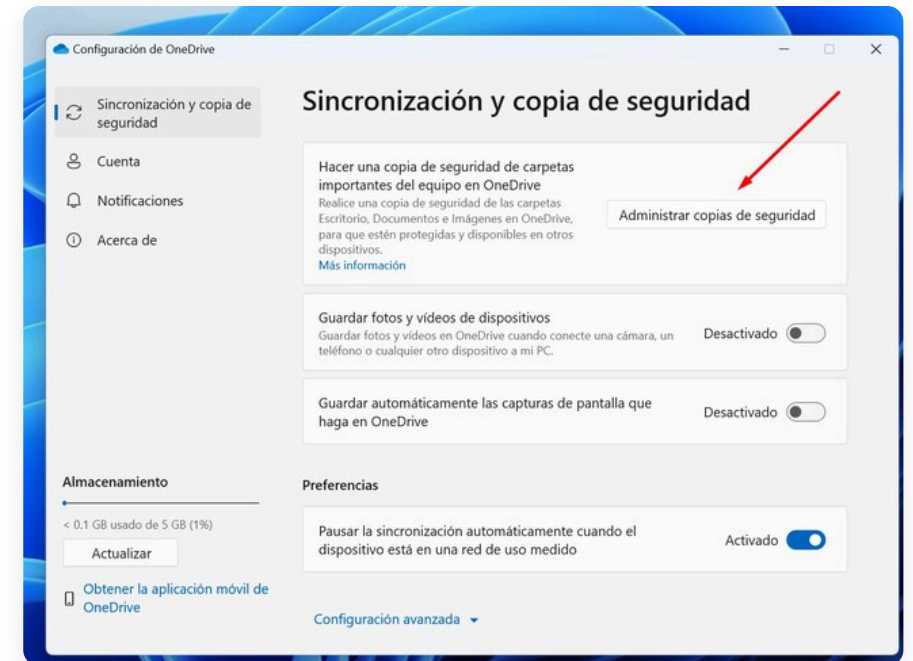 Configuración de OneDrive
Sincronización y copia de
seguridad
Cuenta
Notificaciones
Acerca de
Almacenamiento
< 0.1 GB usado de 5 GB (1%)
Actualizar
Obtener la aplicación móvil de
OneDrive
Sincronización y copia de seguridad
Hacer una copia de seguridad de carpetas
importantes del equipo en OneDrive
Realice una copia de seguridad de las carpetas
Escritorio, Documentos e Imágenes en OneDrive,
para que estén protegidas y disponibles en otros
dispositivos.
Más información
Administrar copias de seguridad
Guardar fotos y vídeos de dispositivos
Guardar fotos y vídeos en OneDrive cuando conecte una cámara, un
teléfono o cualquier otro dispositivo a mi PC.
Desactivado
Guardar automáticamente las capturas de pantalla que
haga en OneDrive
Desactivado
Preferencias
Pausar la sincronización automáticamente cuando el
dispositivo está en una red de uso medido
Activado
Configuración avanzada